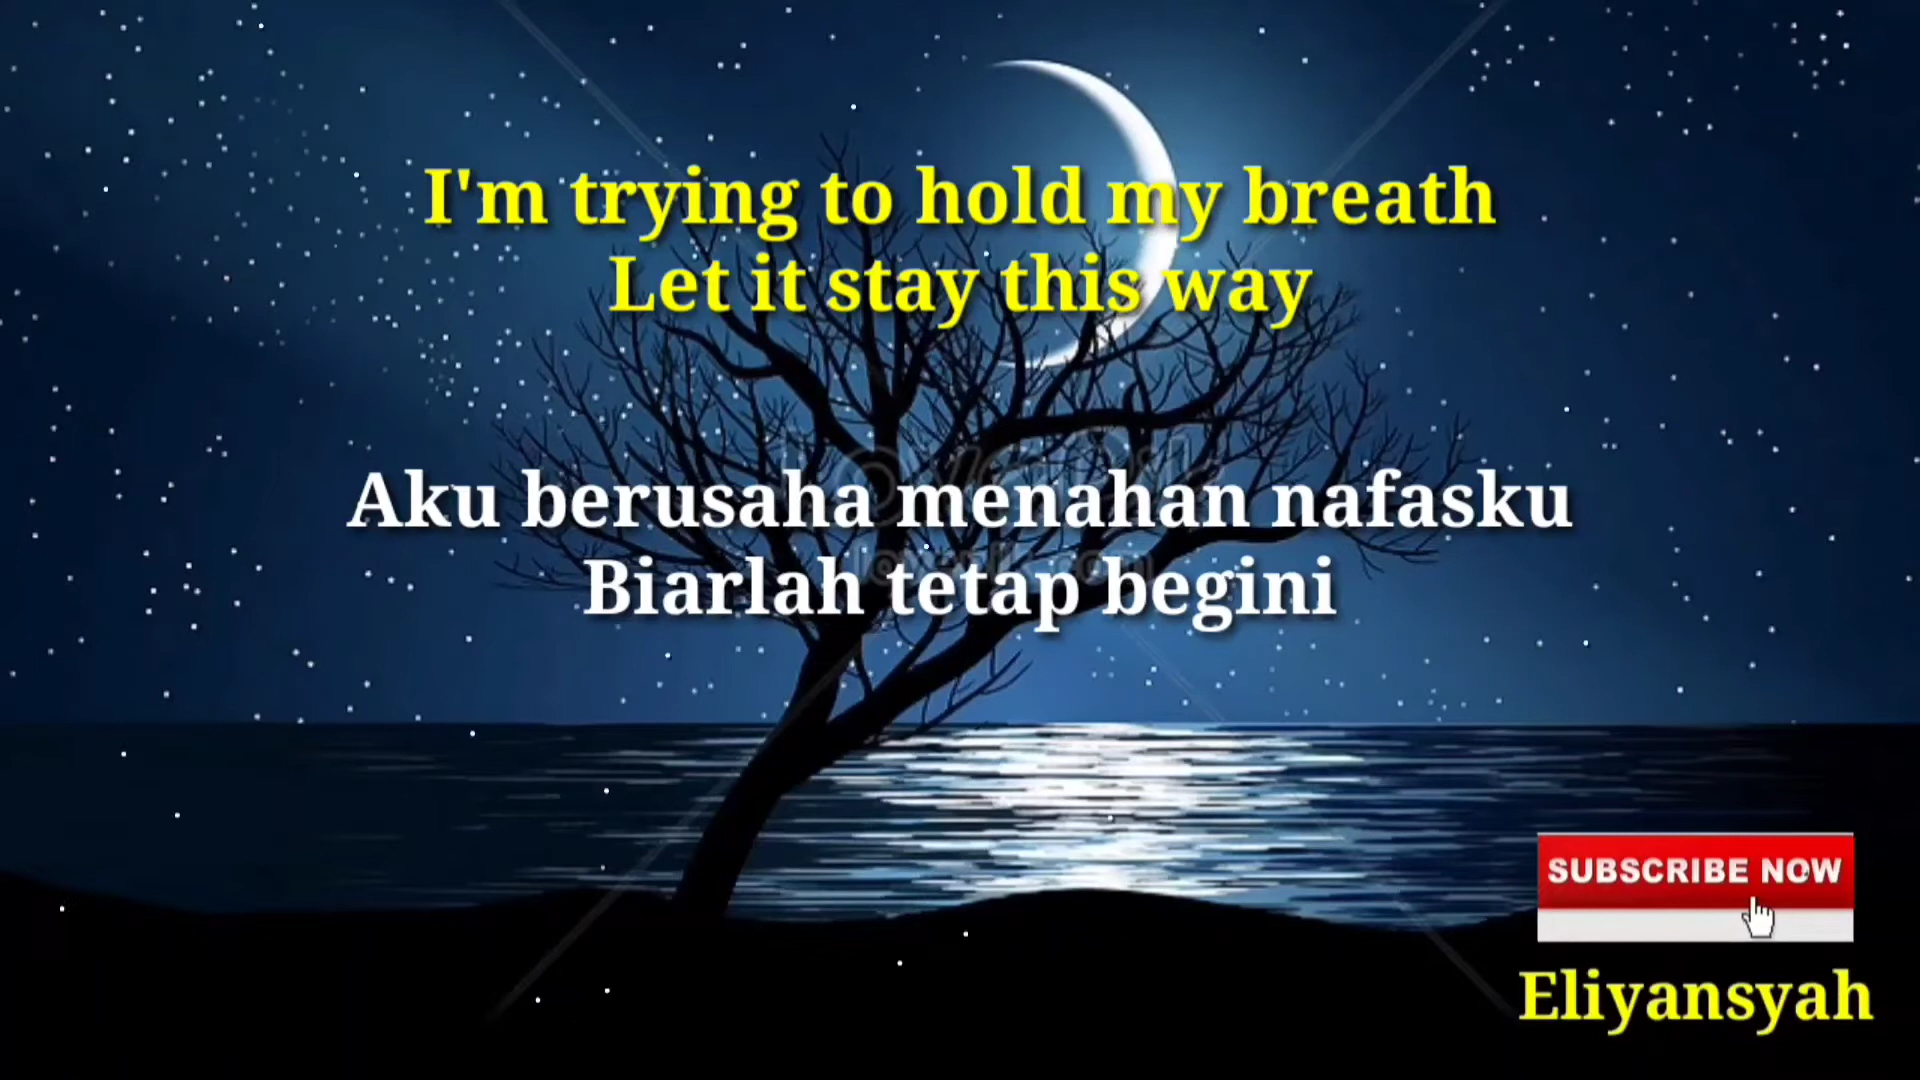 I'm trying to hold my breath
Let it stay this way
Aku berusaha menahan nafasku
Biarlah tetap begini
SUBSCRIBE NOW
Eliyansyah